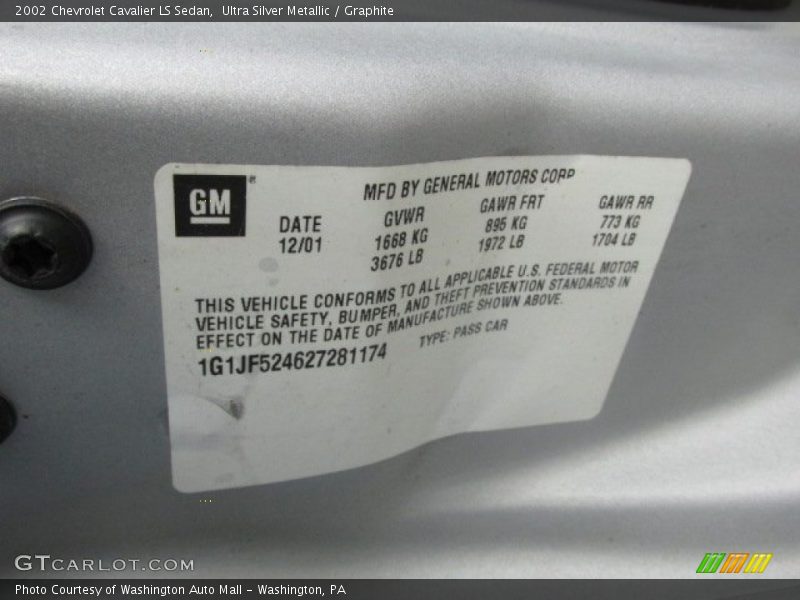 2002 Chevrolet Cavalier LS Sedan,  Ultra Silver Metallic / Graphite
GM®
MFD BY GENERAL MOTORS CORP
DATE GVWR GAWR FRT GAWR RR
12/01 1668 KG 895 KG 773 KG
3676 LB 1972 LB 1704 LB
THIS VEHICLE CONFORMS TO ALL APPLICABLE U.S. FEDERAL MOTOR
VEHICLE SAFETY, BUMPER, AND THEFT PREVENTION STANDARDS IN
EFFECT ON THE DATE OF MANUFACTURE SHOWN ABOVE.
1G1JF524627281174 TYPE: PASS CAR
GTCARLOT.COM
Photo Courtesy of Washington Auto Mall - Washington, PA